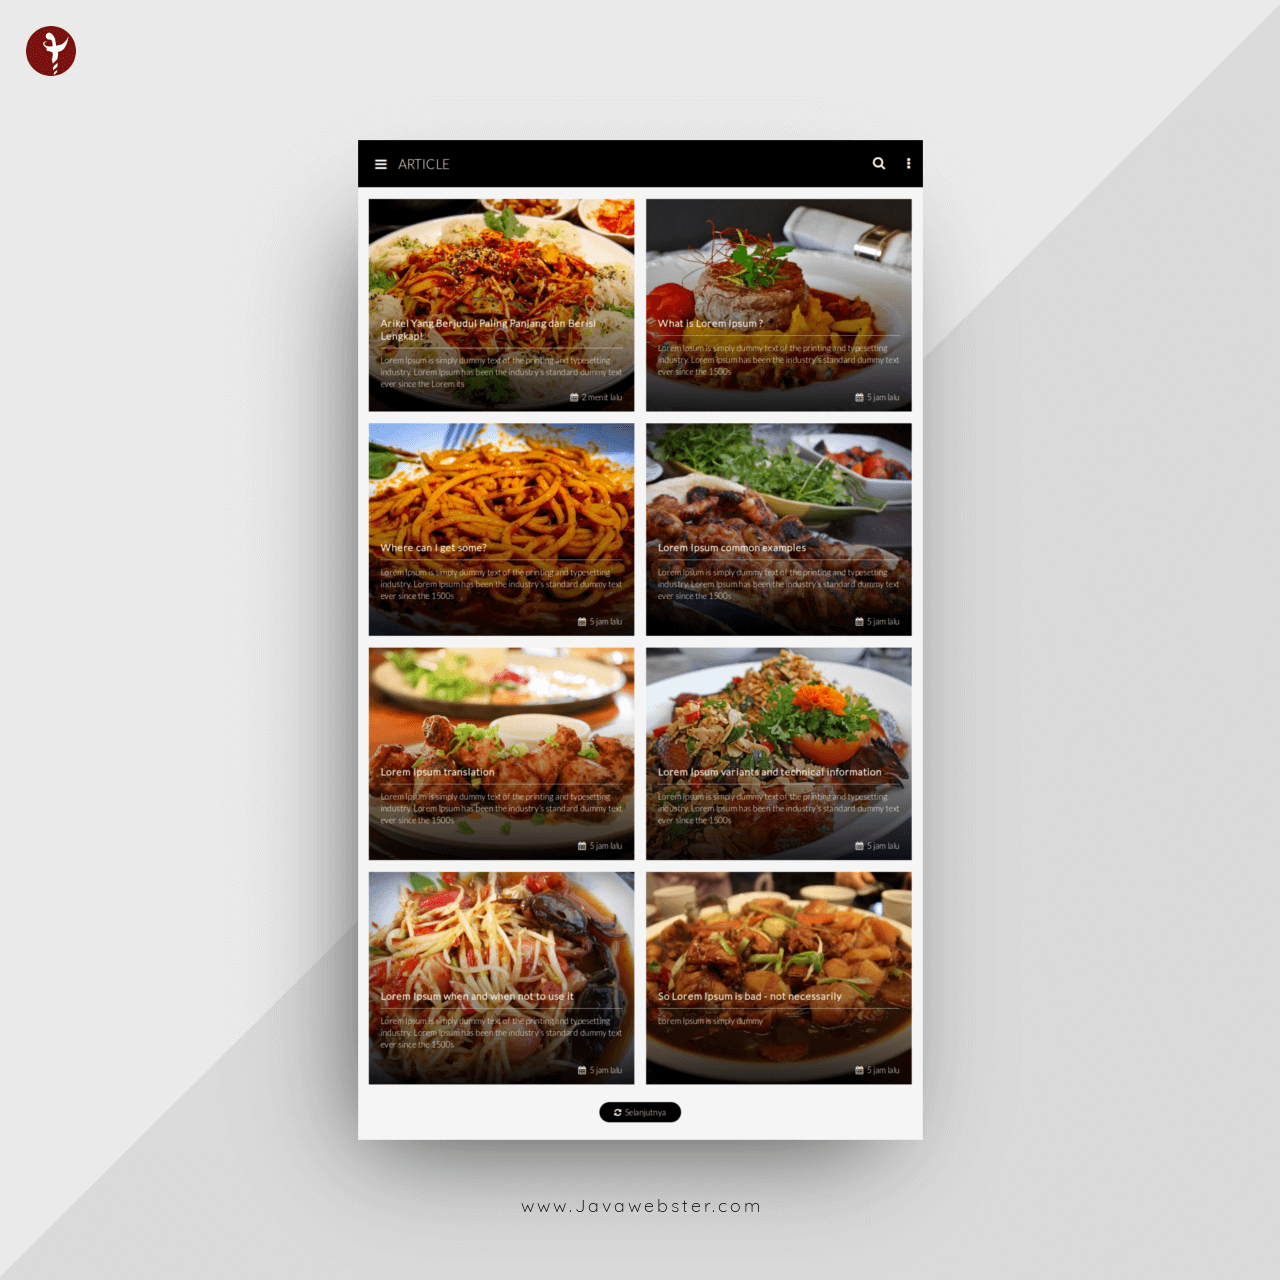 ARTICLE
Arikel Yang Berjudul Paling Panjang dan Berisi
Lengkap!
Lorem Ipsum is simply dummy text of the printing and typesetting
industry. Lorem Ipsum has been the industry's standard dummy text
ever since the Lorem its
2 menit lalu
What is Lorem Ipsum ?
Lorem Ipsum is simply dummy text of the printing and typesetting
industry. Lorem Ipsum has been the industry's standard dummy text
ever since the 1500s
5 jam lalu
Where can I get some?
Lorem Ipsum is simply dummy text of the printing and typesetting
industry. Lorem Ipsum has been the industry's standard dummy text
ever since the 1500s
5 jam lalu
Lorem Ipsum common examples
Lorem Ipsum is simply dummy text of the printing and typesetting
industry. Lorem Ipsum has been the industry's standard dummy text
ever since the 1500s
5 jam lalu
Lorem Ipsum translation
Lorem Ipsum is simply dummy text of the printing and typesetting
industry. Lorem Ipsum has been the industry's standard dummy text
ever since the 1500s
5 jam lalu
Lorem Ipsum variants and technical information
Lorem Ipsum is simply dummy text of the printing and typesetting
industry. Lorem Ipsum has been the industry's standard dummy text
ever since the 1500s
5 jam lalu
Lorem Ipsum when and when not to use it
Lorem Ipsum is simply dummy text of the printing and typesetting
industry. Lorem Ipsum has been the industry's standard dummy text
ever since the 1500s
5 jam lalu
So Lorem Ipsum is bad - not necessarily
Lorem Ipsum is simply dummy
5 jam lalu
Selanjutnya
www.Javawebster.com